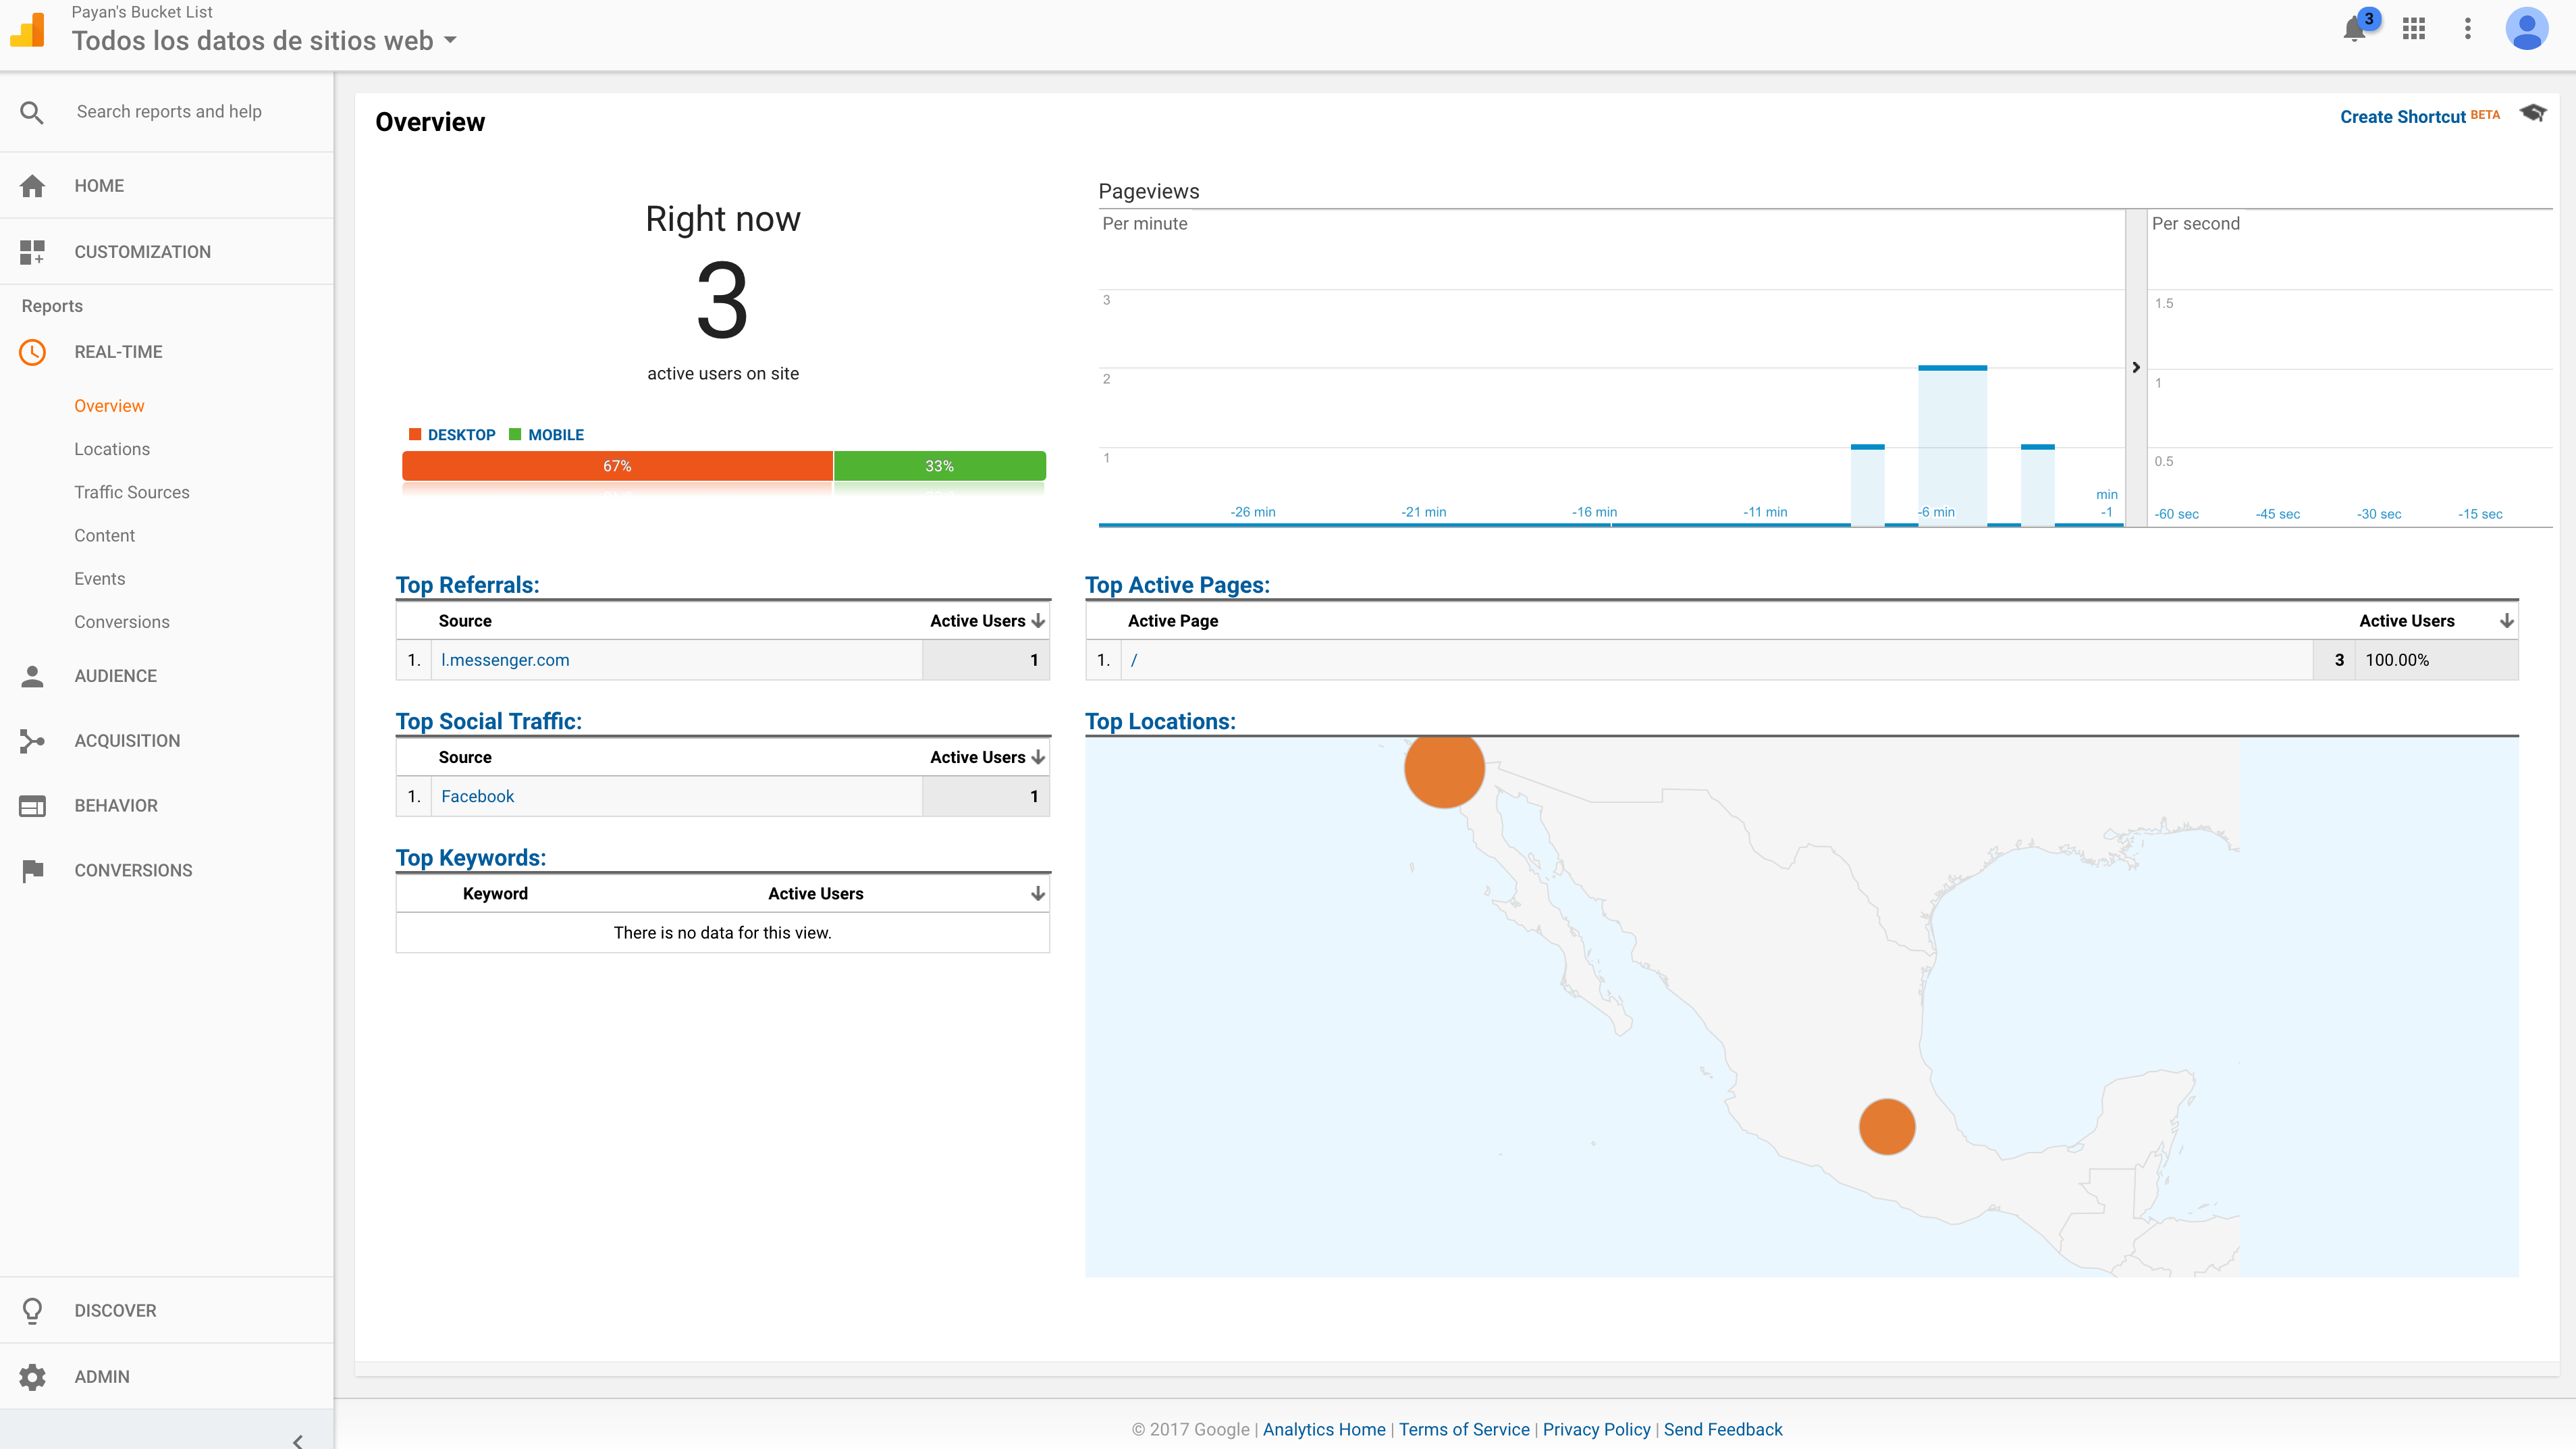 Payan's Bucket List
Todos los datos de sitios web
3
Search reports and help
HOME
CUSTOMIZATION
Reports
REAL-TIME
Overview
Locations
Traffic Sources
Content
Events
Conversions
AUDIENCE
ACQUISITION
BEHAVIOR
CONVERSIONS
DISCOVER
ADMIN
Overview
Create Shortcut BETA
Right now
3
active users on site
DESKTOP MOBILE
67% 33%
Pageviews
Per minute
3
2
1
-26 min -21 min -16 min -11 min -6 min min
-1
Per second
1.5
1
0.5
-60 sec -45 sec -30 sec -15 sec
Top Referrals:
Source Active Users
1. l.messenger.com 1
Top Active Pages:
Active Page Active Users
1. / 3 100.00%
Top Social Traffic:
Source Active Users
1. Facebook 1
Top Locations:
Top Keywords:
Keyword Active Users
There is no data for this view.
© 2017 Google | Analytics Home | Terms of Service | Privacy Policy | Send Feedback